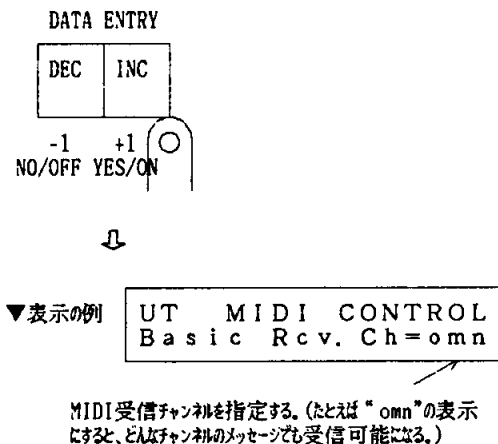 DATA ENTRY
DEC INC
-1 +1
NO/OFF YES/ON
▼表示の例
UT MIDI CONTROL
Basic Rcv. Ch=omn
MIDI受信チャンネルを指定する。(たとえば“omn”の表示
にすると、どんなチャンネルのメッセージでも受信可能になる。)